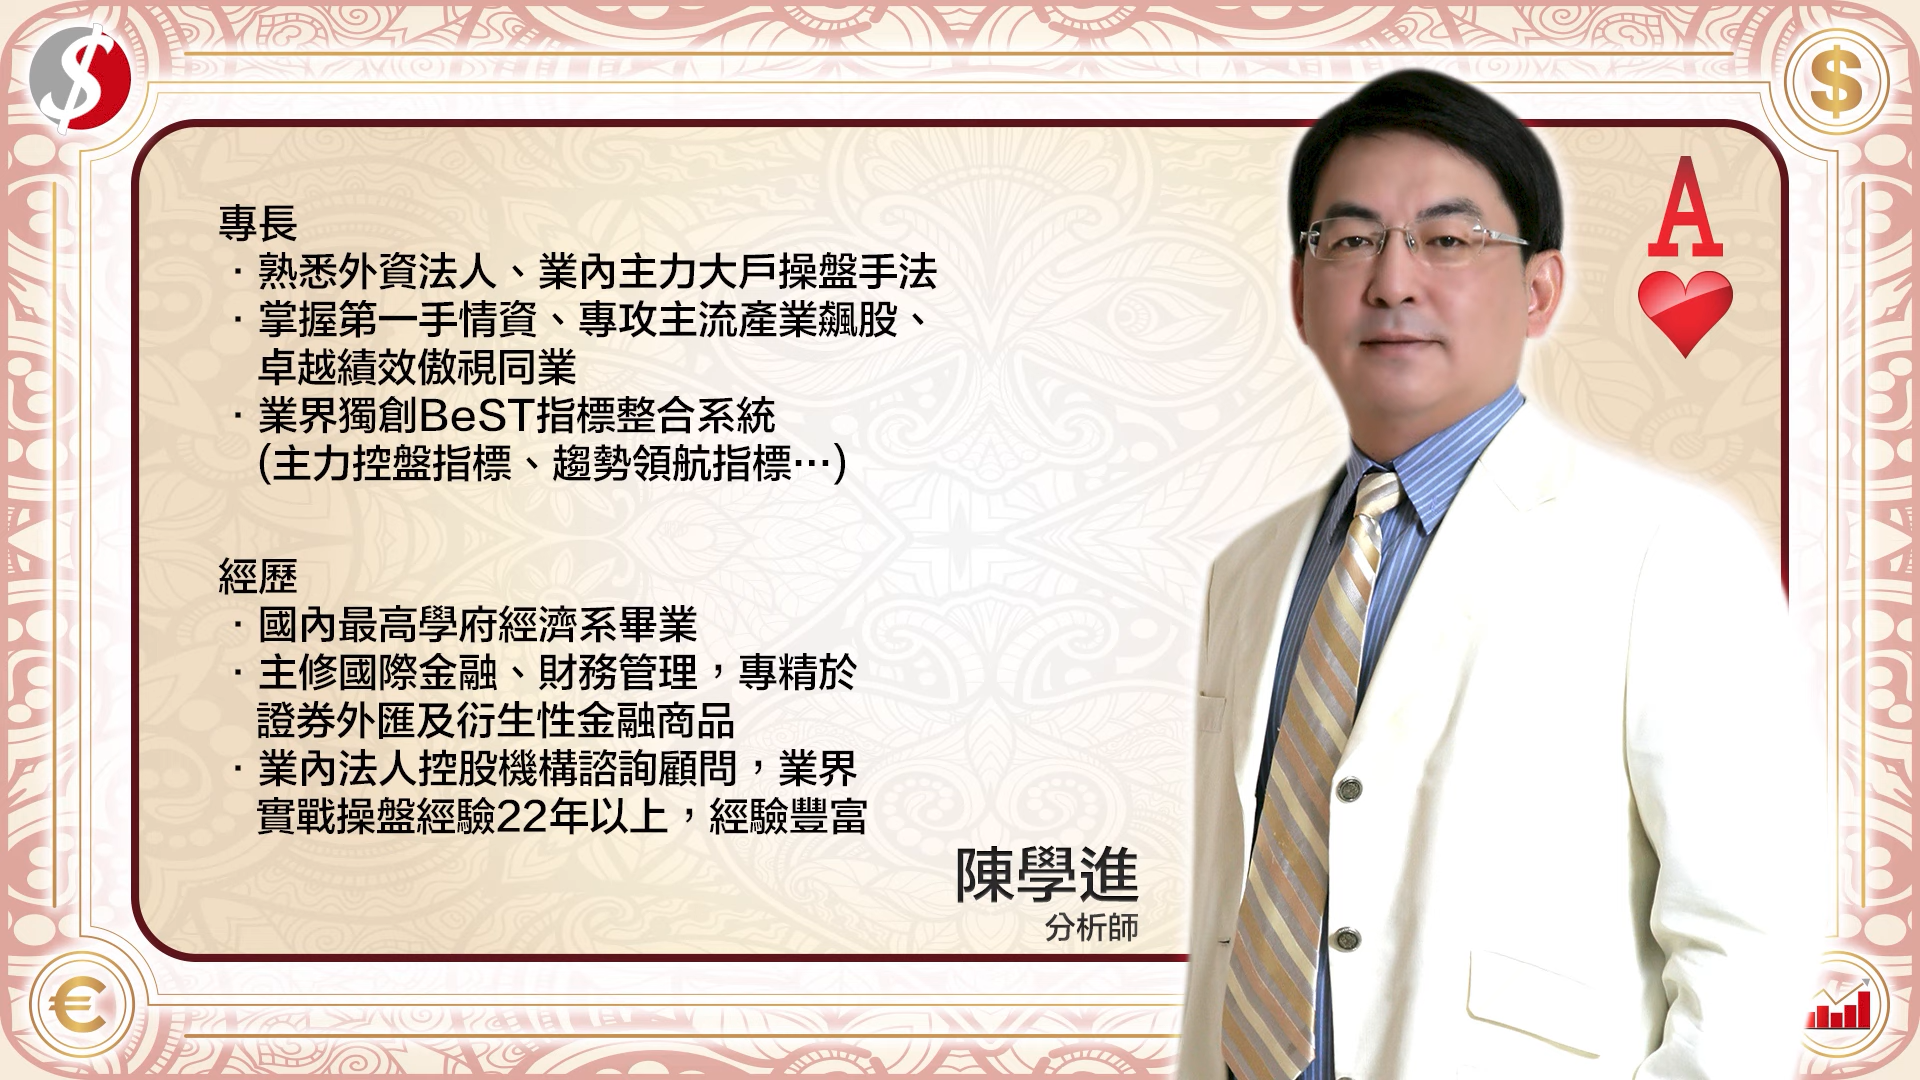 專長
·熟悉外資法人、業內主力大戶操盤手法
·掌握第一手情資、專攻主流產業飆股、
卓越績效傲視同業
·業界獨創BeST指標整合系統
(主力控盤指標、趨勢領航指標…)
經歷
·國內最高學府經濟系畢業
·主修國際金融、財務管理，專精於
證券外匯及衍生性金融商品
·業內法人控股機構諮詢顧問，業界
實戰操盤經驗22年以上，經驗豐富
陳學進
分析師
A
$
$
€